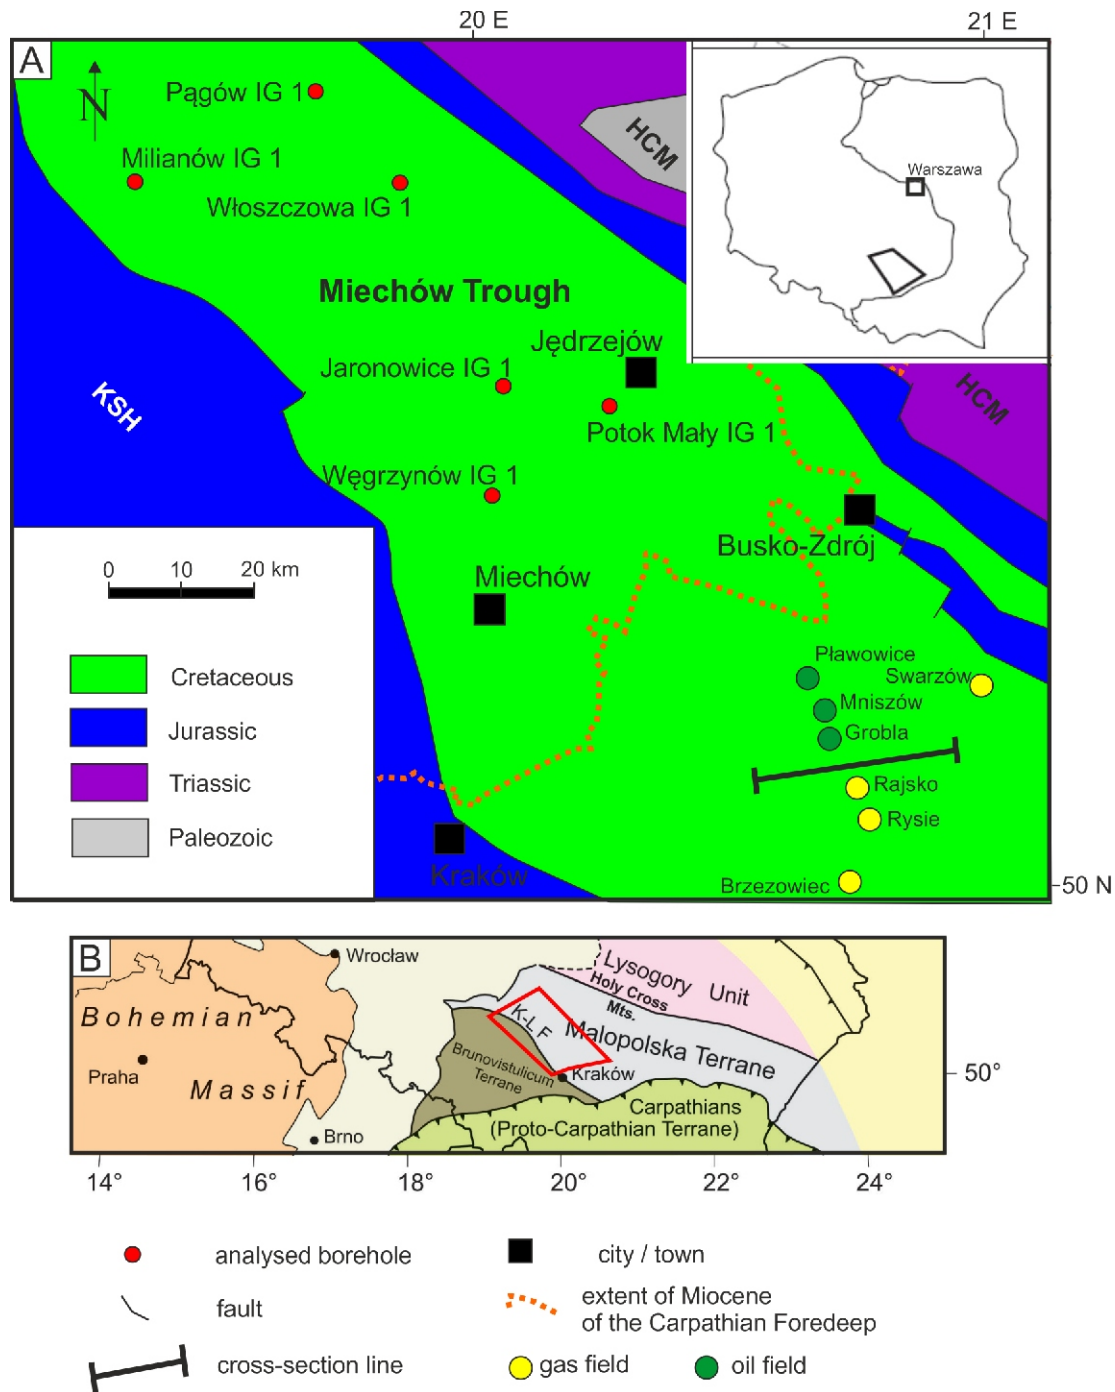 20 E
21 E
A
N
Pągów IG 1
Milianów IG 1
Włoszczowa IG 1
HCM
Warszawa
Miechów Trough
Jędrzejów
Jaronowice IG 1
Potok Mały IG 1
KSH
HCM
Węgrzynów IG 1
Busko-Zdrój
Miechów
0 10 20 km
Cretaceous
Jurassic
Triassic
Paleozoic
Pławowice
Swarzów
Mniszów
Grobla
Rajsko
Rysie
Brzezowiec
Kraków
50 N
B
Wrocław
Bohemian
Massif
Praha
Brno
Lysogory Unit
Holy Cross
Mts.
K-L F
Malopolska Terrane
Brunovistulicum
Terrane
Kraków
Carpathians
(Proto-Carpathian Terrane)
50°
14° 16° 18° 20° 22° 24°
analysed borehole
city / town
fault
extent of Miocene
of the Carpathian Foredeep
cross-section line
gas field
oil field